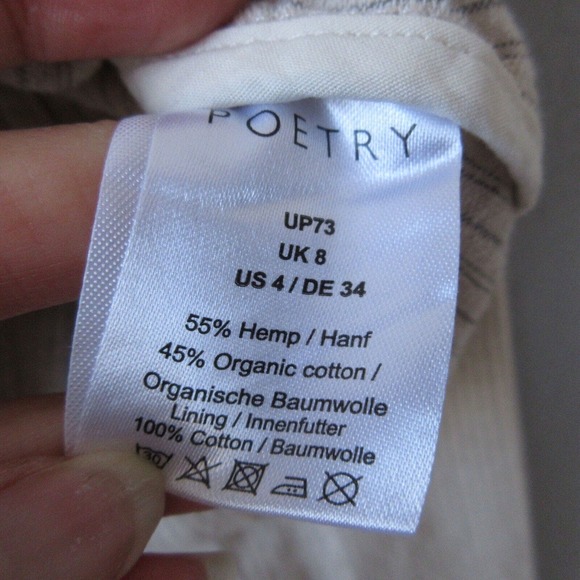 POETRY
UP73
UK 8
US 4 / DE 34
55% Hemp / Hanf
45% Organic cotton /
Organische Baumwolle
Lining / Innenfutter
100% Cotton / Baumwolle
30